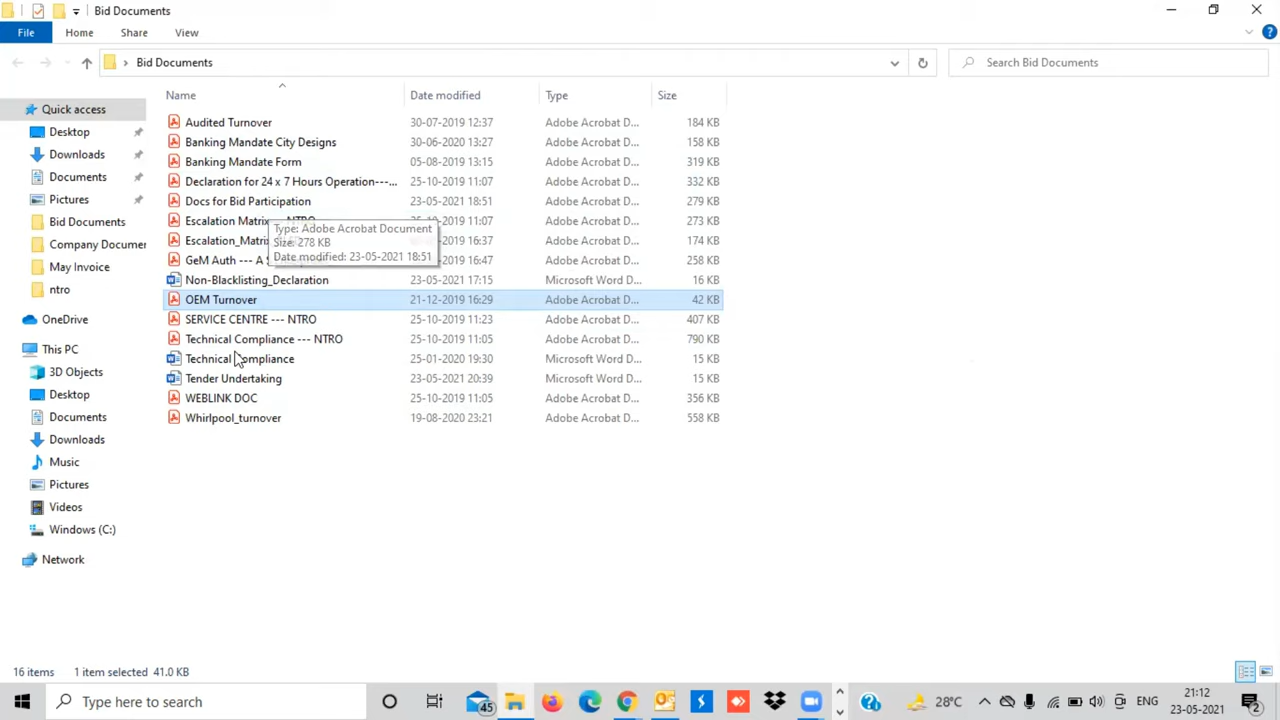 Bid Documents
File Home Share View
Bid Documents
Search Bid Documents
Name Date modified Type Size
Quick access
Desktop
Downloads
Documents
Pictures
Bid Documents
Company Documer
May Invoice
ntro
OneDrive
This PC
3D Objects
Desktop
Documents
Downloads
Music
Pictures
Videos
Windows (C:)
Network
Audited Turnover 30-07-2019 12:37 Adobe Acrobat D... 184 KB
Banking Mandate City Designs 30-06-2020 13:27 Adobe Acrobat D... 158 KB
Banking Mandate Form 05-08-2019 13:15 Adobe Acrobat D... 319 KB
Declaration for 24 x 7 Hours Operation---... 25-10-2019 11:07 Adobe Acrobat D... 332 KB
Docs for Bid Participation 23-05-2021 18:51 Adobe Acrobat D... 279 KB
Escalation Matrix --- NTRO 25-10-2019 11:07 Adobe Acrobat D... 273 KB
Escalation_Matri 16:37 Adobe Acrobat D... 174 KB
GeM Auth --- A 16:47 Adobe Acrobat D... 258 KB
Type: Adobe Acrobat Document
Size: 278 KB
Date modified: 23-05-2021 18:51
Non-Blacklisting_Declaration 23-05-2021 17:15 Microsoft Word D... 16 KB
OEM Turnover 21-12-2019 16:29 Adobe Acrobat D... 42 KB
SERVICE CENTRE --- NTRO 25-10-2019 11:23 Adobe Acrobat D... 407 KB
Technical Compliance --- NTRO 25-10-2019 11:05 Adobe Acrobat D... 790 KB
Technical Compliance 25-01-2020 19:30 Microsoft Word D... 15 KB
Tender Undertaking 23-05-2021 20:39 Microsoft Word D... 15 KB
WEBLINK DOC 25-10-2019 11:05 Adobe Acrobat D... 356 KB
Whirlpool_turnover 19-08-2020 23:21 Adobe Acrobat D... 558 KB
16 items 1 item selected 41.0 KB
Type here to search 45 28°C ENG 21:12
23-05-2021 2